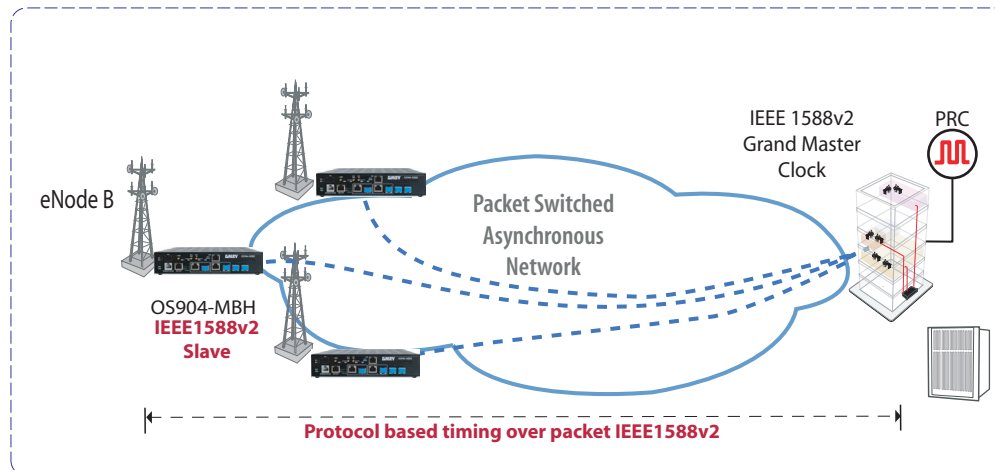 IEEE 1588v2
Grand Master
Clock
PRC
eNode B
Packet Switched
Asynchronous
Network
OS904-MBH
IEEE1588v2
Slave
Protocol based timing over packet IEEE1588v2